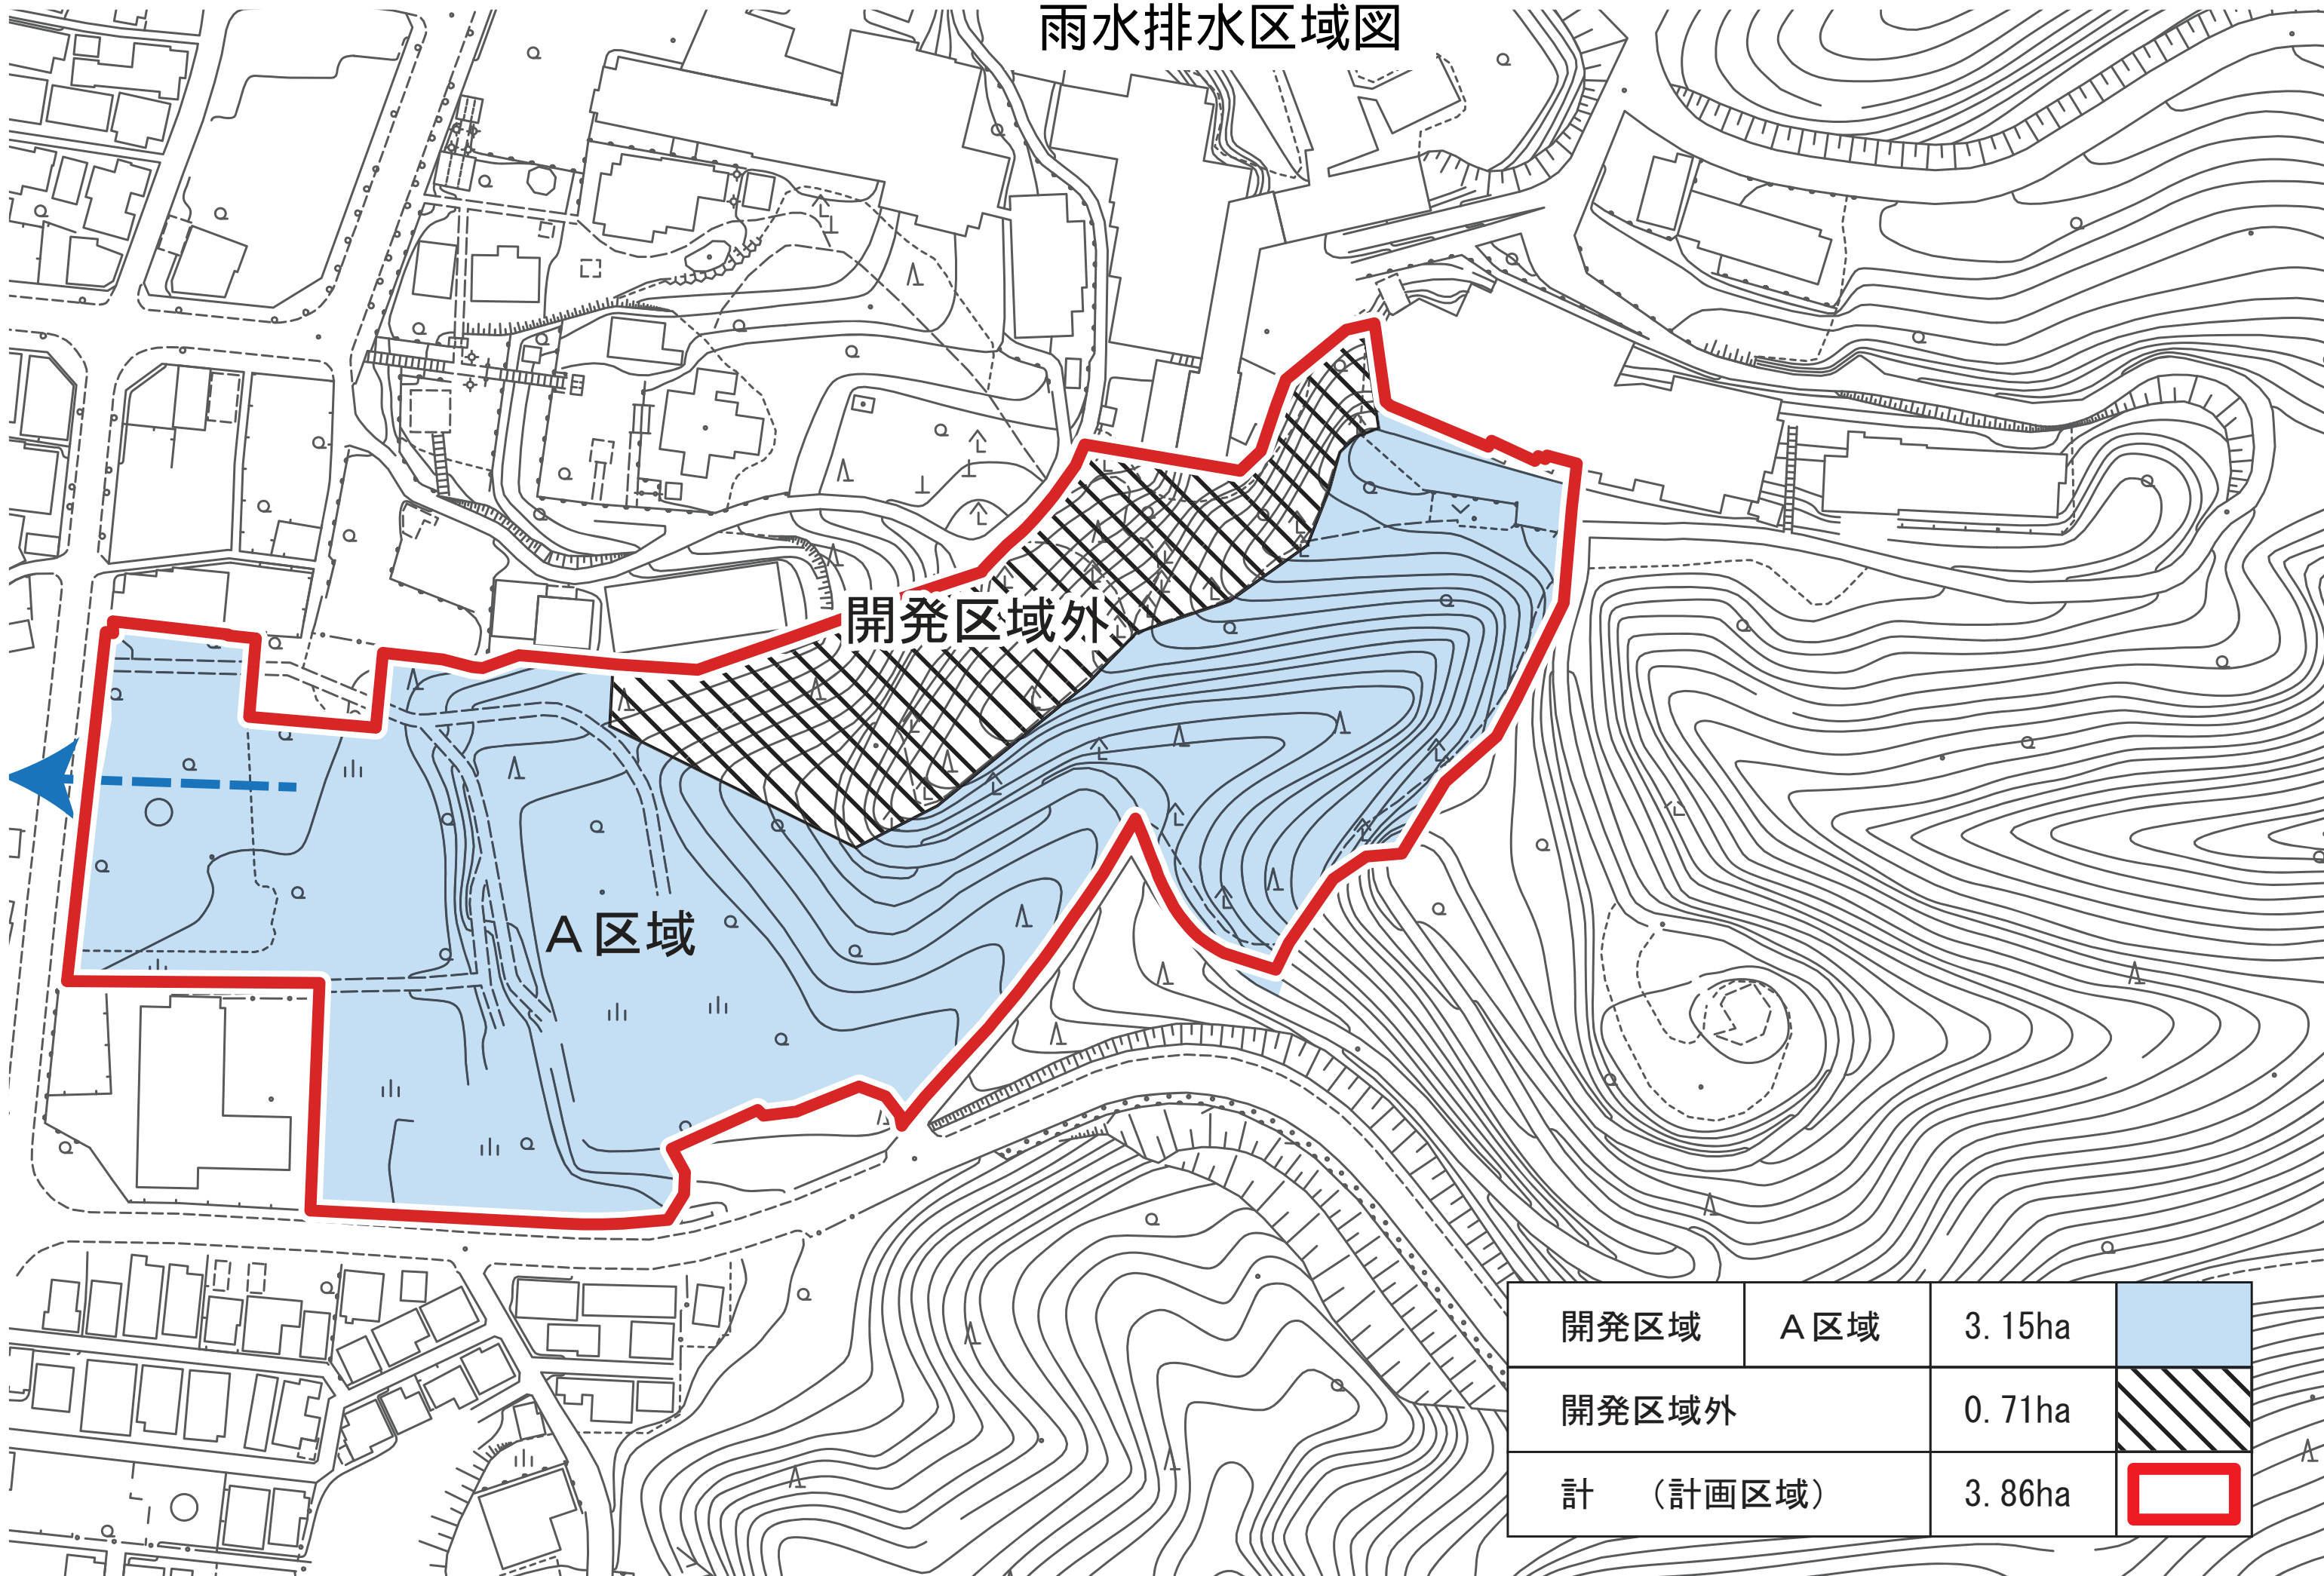 雨水排水区域図
開発区域外
A区域
開発区域 A区域 3.15ha
開発区域外 0.71ha
計 (計画区域) 3.86ha